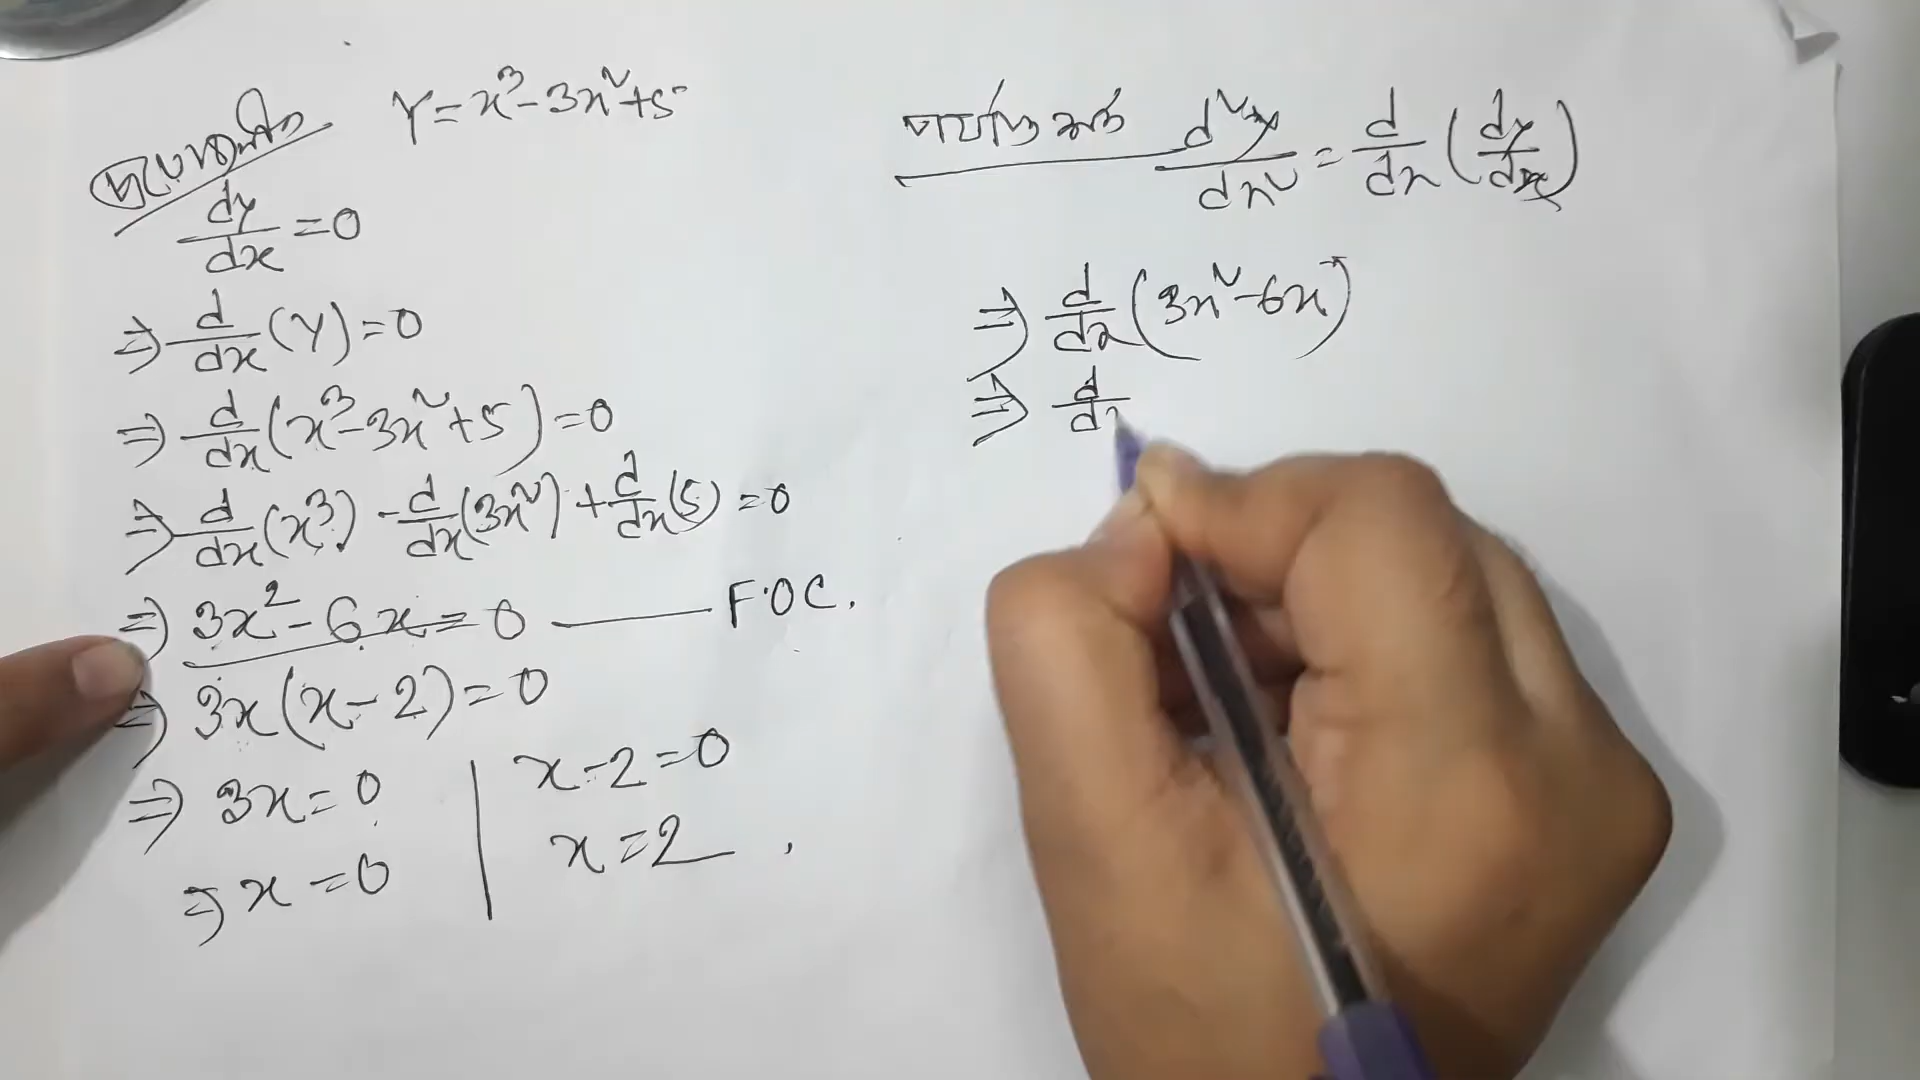 Y = x³ - 3x² + 5
dy/dx = 0
⇒ d/dx (Y) = 0
⇒ d/dx (x³ - 3x² + 5) = 0
⇒ d/dx (x³) - d/dx (3x²) + d/dx (5) = 0
⇒ 3x² - 6x = 0 —— F.O.C.
⇒ 3x (x - 2) = 0
⇒ 3x = 0 | x - 2 = 0
⇒ x = 0 | x = 2
পর্যাপ্ত শর্ত d²y/dx² = d/dx (dy/dx)
⇒ d/dx (3x² - 6x)
⇒ d/dx